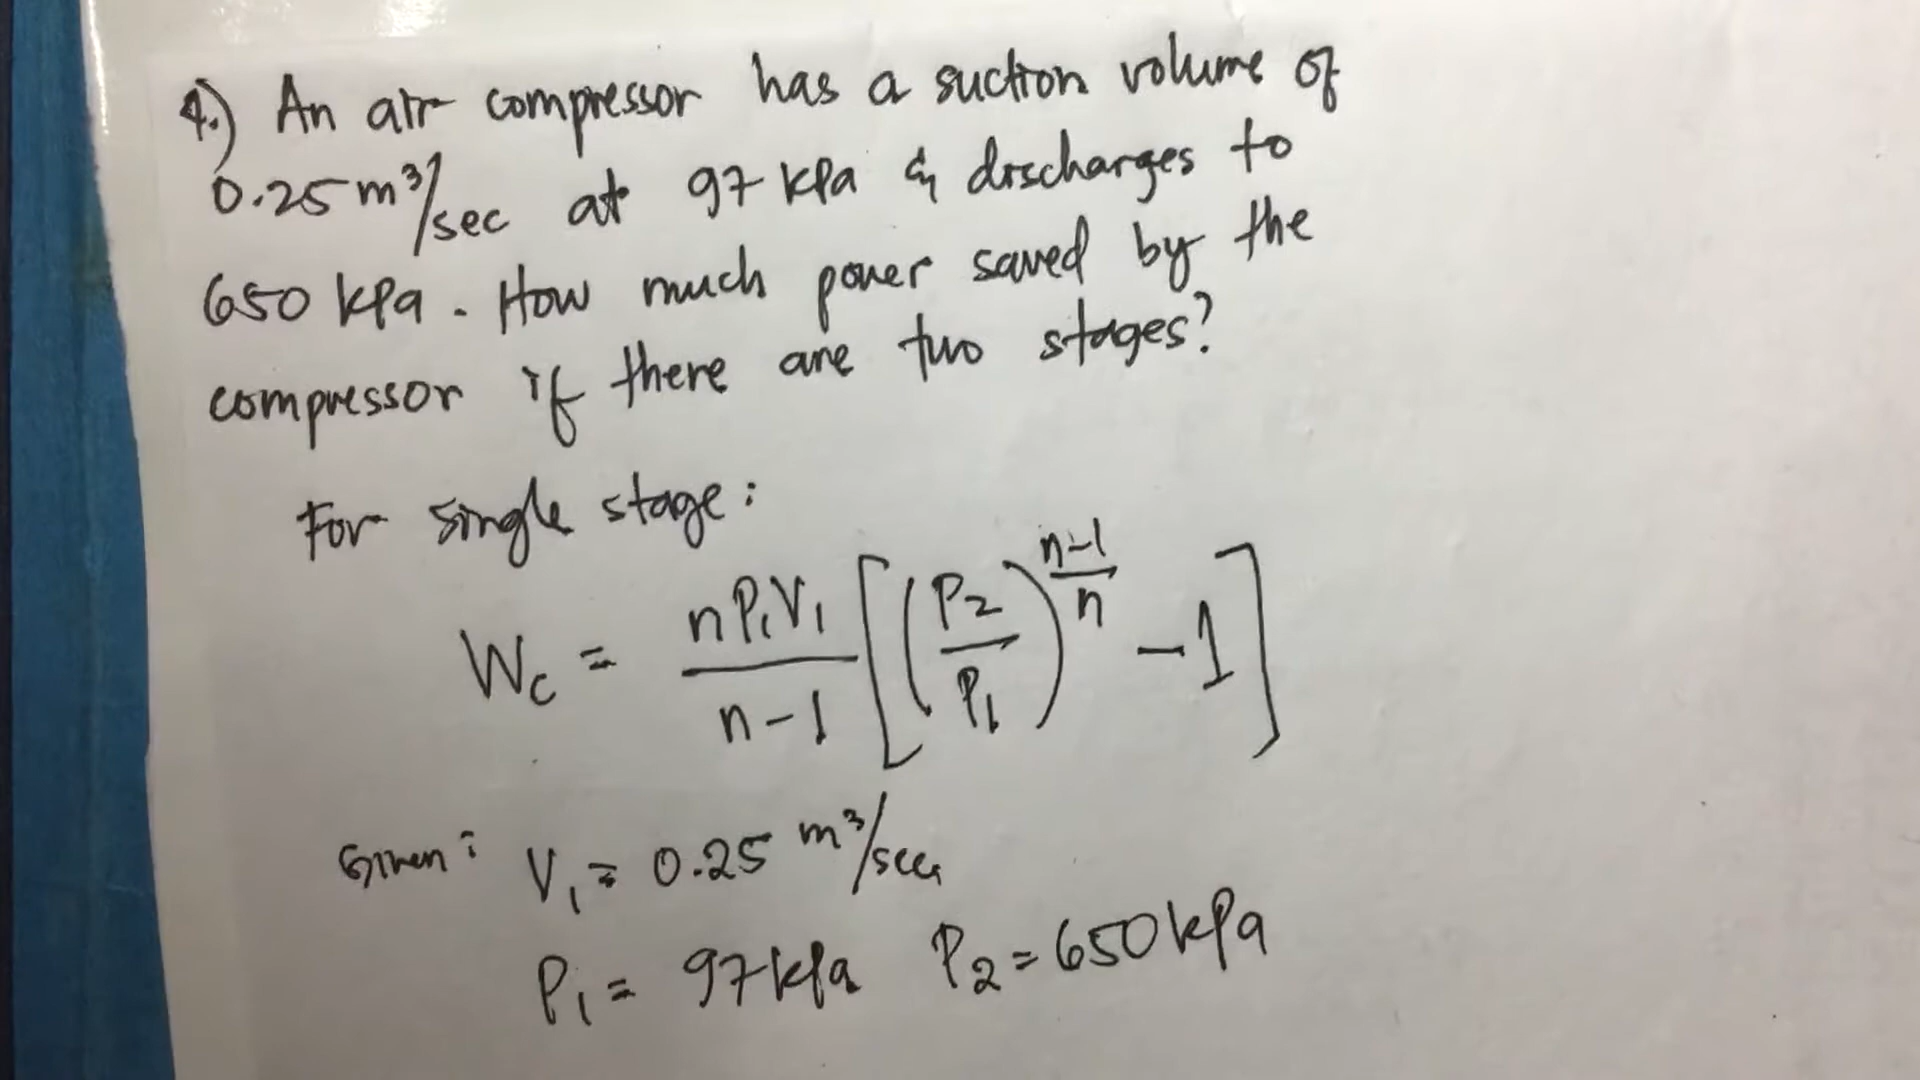 4.) An air compressor has a suction volume of
0.25 m³/sec at 97 kPa & discharges to
650 kPa. How much power saved by the
compressor if there are two stages?
For single stage:
Wc = nP₁V₁ / n-1 [(P₂/P₁)^(n-1/n) - 1]
Given: V₁ = 0.25 m³/sec
P₁ = 97 kPa P₂ = 650 kPa